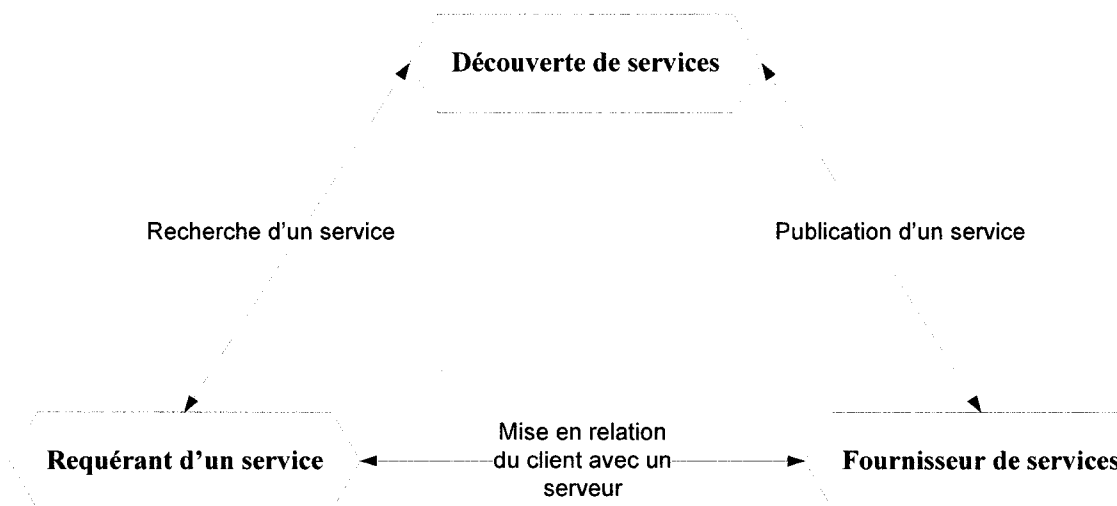 Découverte de services
Recherche d'un service
Publication d'un service
Requérant d'un service
Mise en relation
du client avec un
serveur
Fournisseur de services